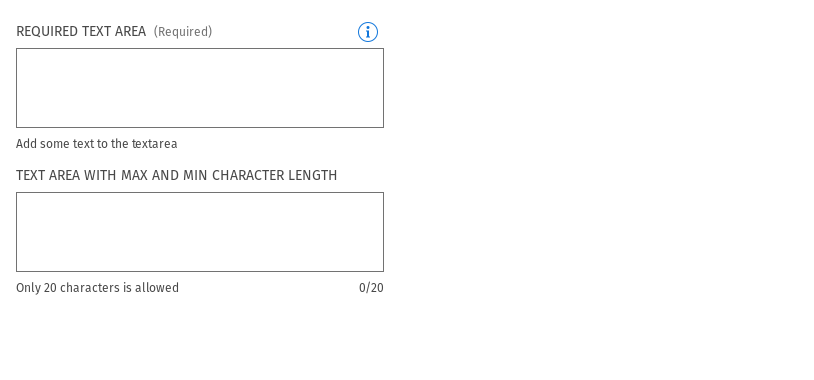 REQUIRED TEXT AREA (Required)
Add some text to the textarea
TEXT AREA WITH MAX AND MIN CHARACTER LENGTH
Only 20 characters is allowed 0/20